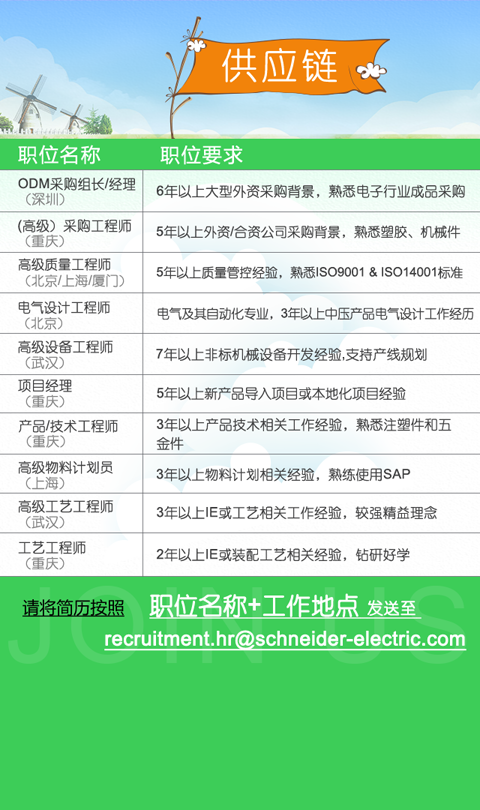 供应链
职位名称 职位要求
ODM采购组长/经理
（深圳）
6年以上大型外资采购背景，熟悉电子行业成品采购
(高级）采购工程师
（重庆）
5年以上外资/合资公司采购背景，熟悉塑胶、机械件
高级质量工程师
（北京/上海/厦门）
5年以上质量管控经验，熟悉ISO9001 & ISO14001标准
电气设计工程师
（北京）
电气及其自动化专业，3年以上中压产品电气设计工作经历
高级设备工程师
（武汉）
7年以上非标机械设备开发经验,支持产线规划
项目经理
（重庆）
5年以上新产品导入项目或本地化项目经验
产品/技术工程师
（重庆）
3年以上产品技术相关工作经验，熟悉注塑件和五
金件
高级物料计划员
（上海）
3年以上物料计划相关经验，熟练使用SAP
高级工艺工程师
（武汉）
3年以上IE或工艺相关工作经验，较强精益理念
工艺工程师
（重庆）
2年以上IE或装配工艺相关经验，钻研好学
请将简历按照 职位名称+工作地点 发送至
recruitment.hr@schneider-electric.com
JOIN US